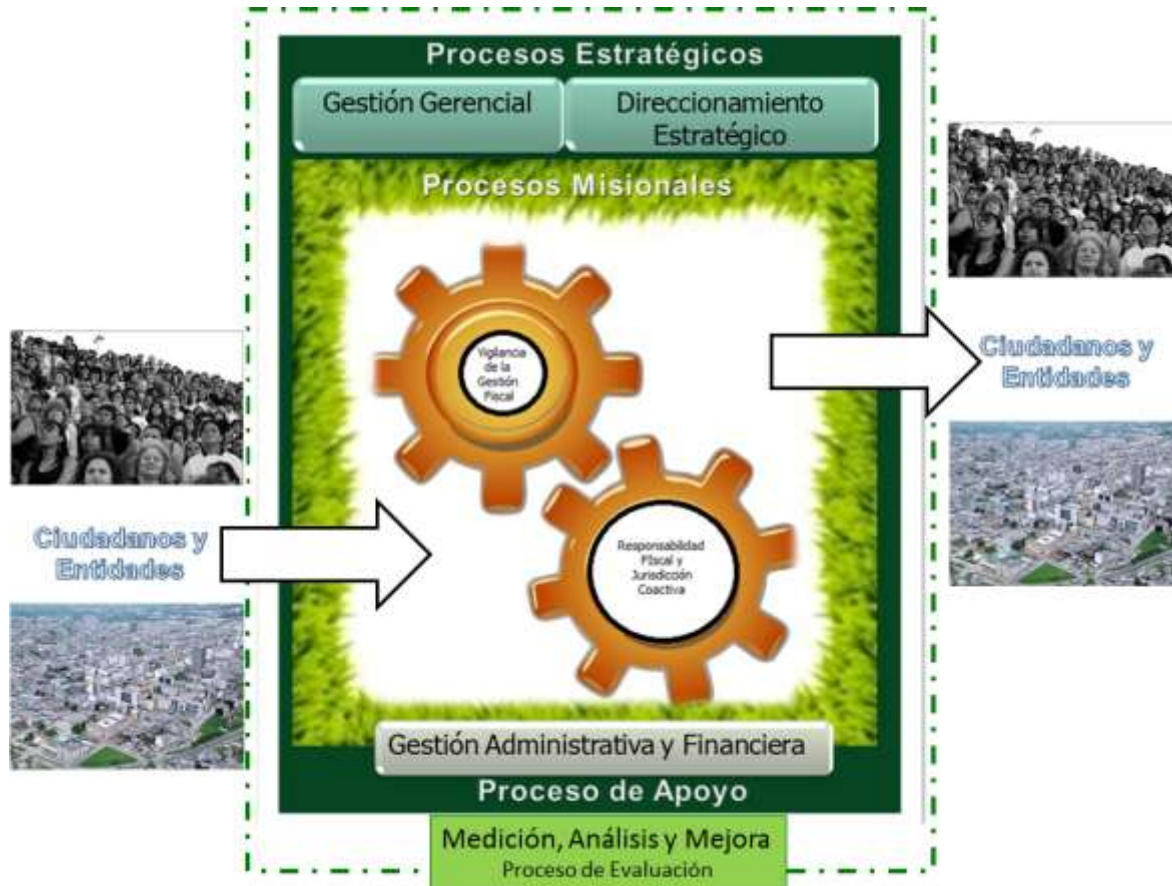 Procesos Estratégicos
Gestión Gerencial
Direccionamiento
Estratégico
Procesos Misionales
Vigilancia
de la
Gestión
Fiscal
Responsabilidad
FIscal y
Jurisdicción
Coactiva
Ciudadanos y
Entidades
Ciudadanos y
Entidades
Gestión Administrativa y Financiera
Proceso de Apoyo
Medición, Análisis y Mejora
Proceso de Evaluación